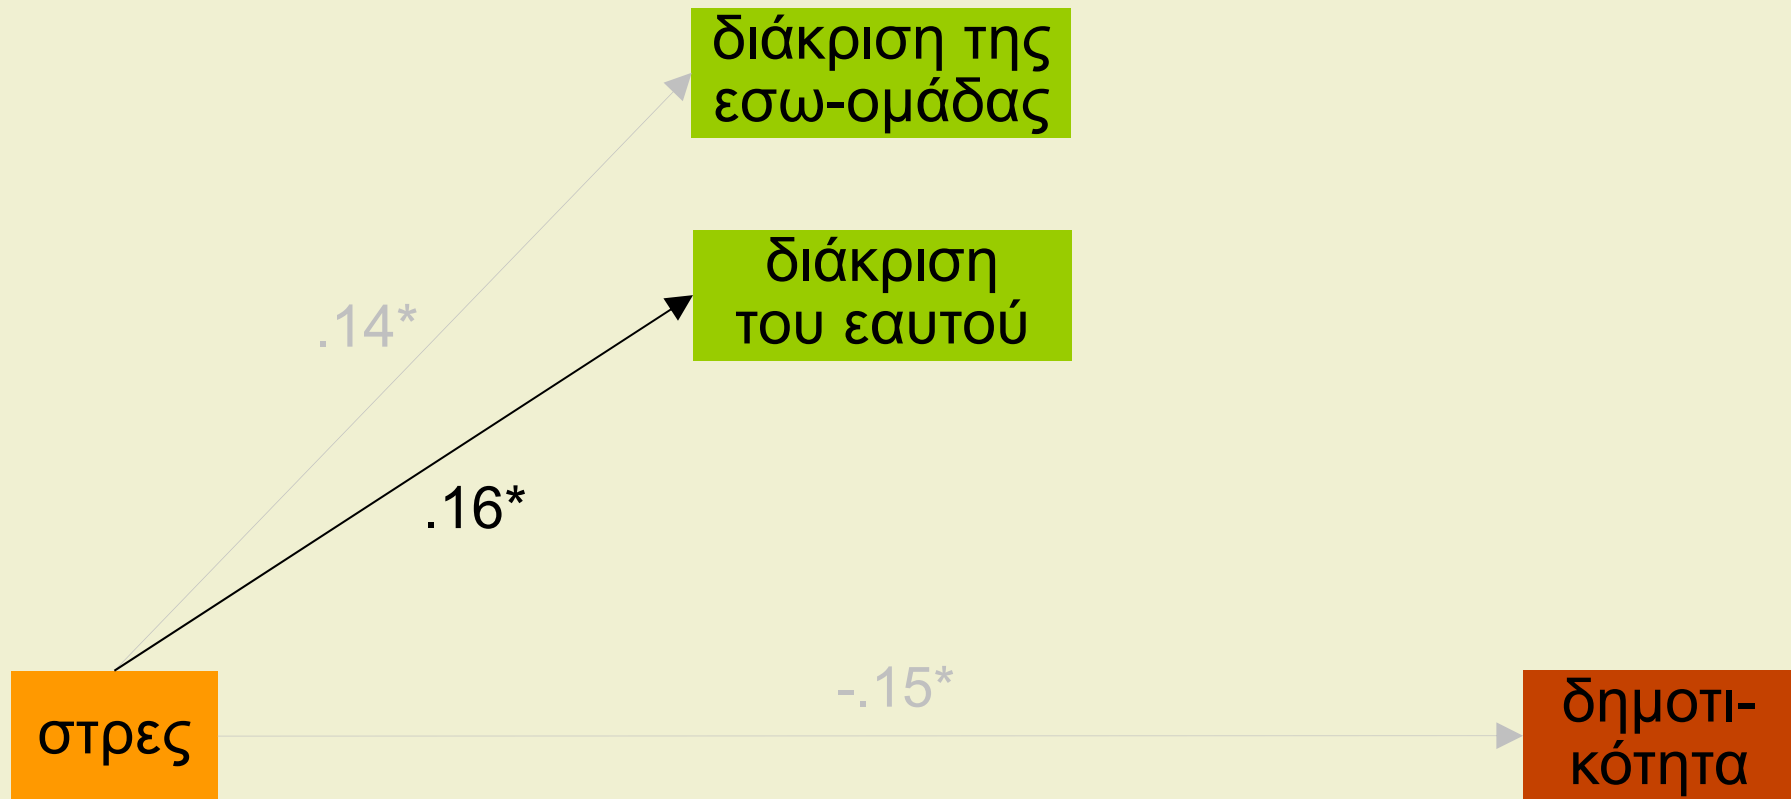 διάκριση της
εσω-ομάδας
διάκριση
του εαυτού
.14*
.16*
-.15*
στρες
δημοτι-
κότητα